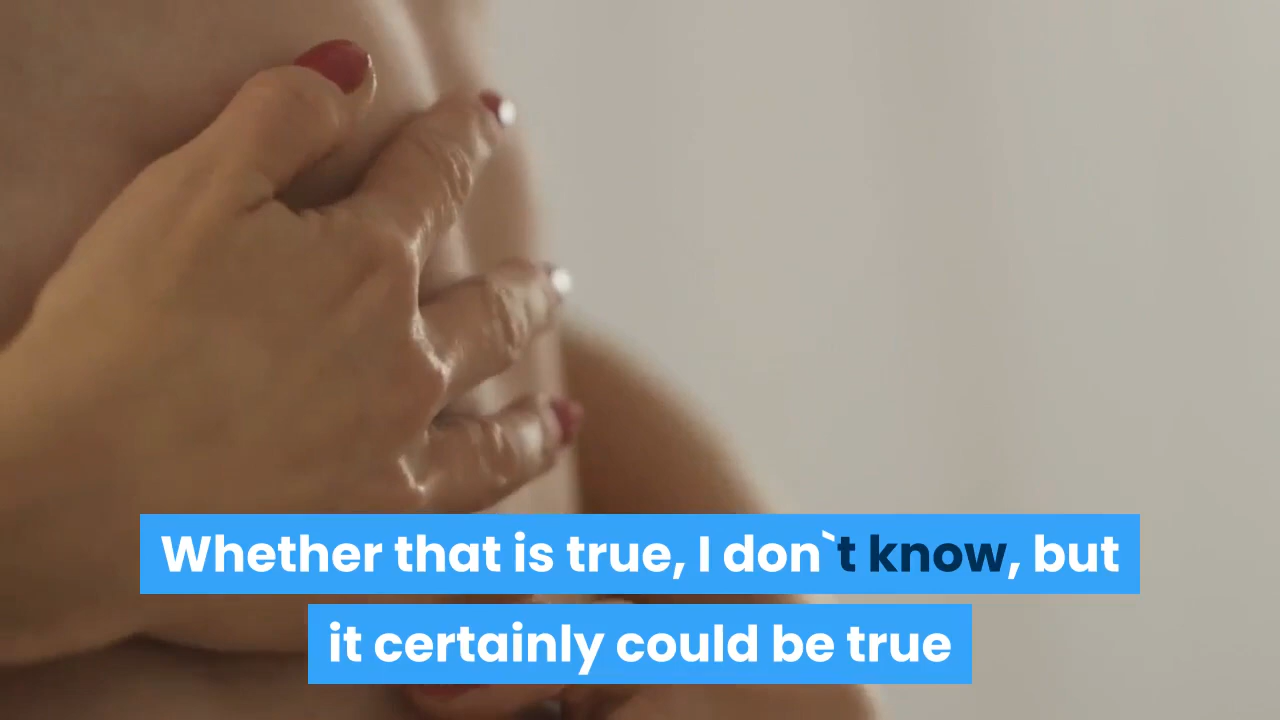 Whether that is true, I don`t know, but
it certainly could be true